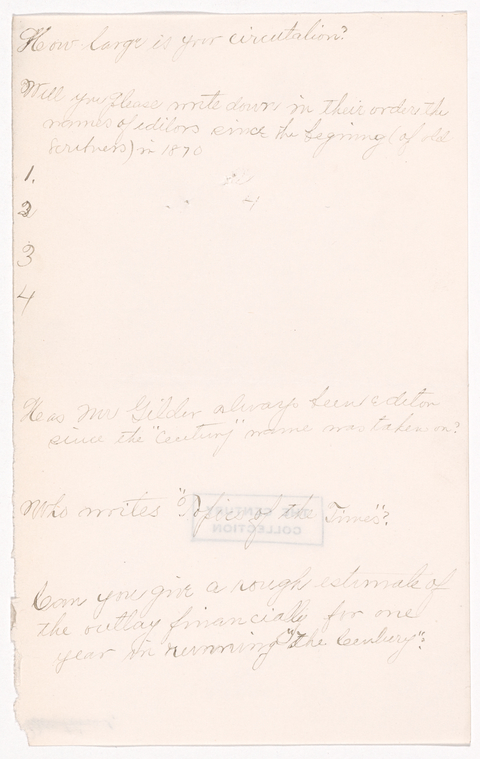 How large is your circulation?
Will you please write down in their order the
names of editors since the begining (of old
Scribners) in 1870
1.
2
4
3
4
Has Mr Gilder always been editor
since the "Century" name was taken on?
Who writes "Topics of the Times"?
THE CENTURY
COLLECTION
Can you give a rough estimate of
the outlay financially for one
year in running "the Century"?